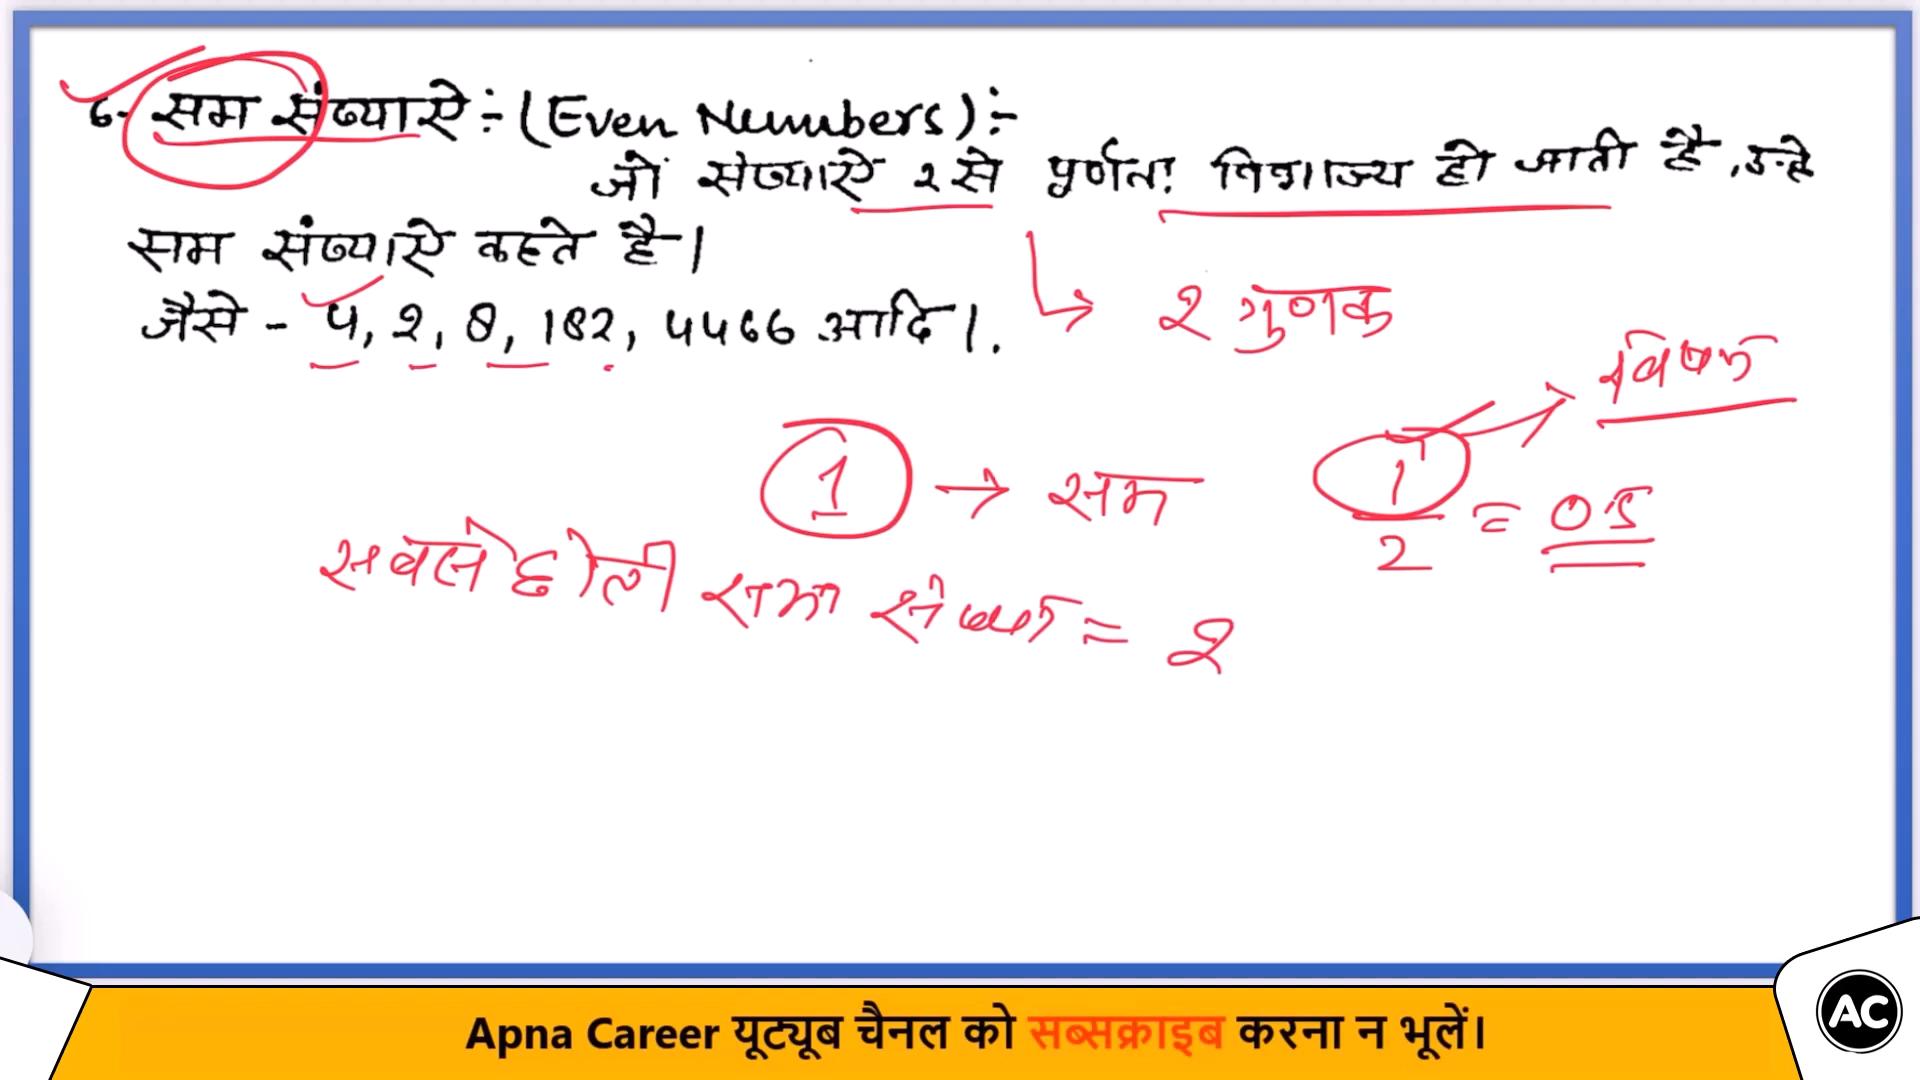 6- सम संख्याऐ :- (Even Numbers) :-
जो संख्याऐ 2 से पुर्णतः विभाज्य हो जाती है , उन्हे
सम संख्याऐ कहते है।
जैसे - 4, 2, 8, 182, 4466 आदि।.
→ 2 गुणक
विषम
1 → सम
1/2 = 0.5
सबसे छोटी सम संख्या = 2
Apna Career यूट्यूब चैनल को सब्सक्राइब करना न भूलें।
AC